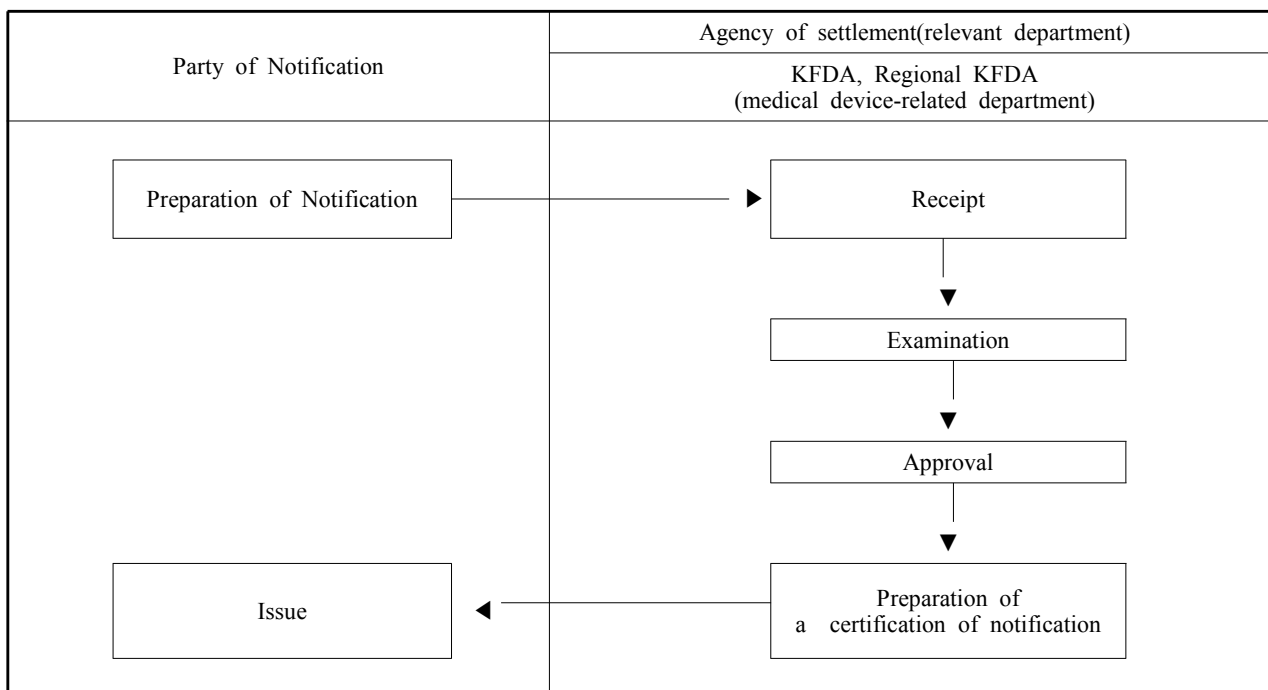 Party of Notification
Agency of settlement(relevant department)
KFDA, Regional KFDA
(medical device-related department)
Preparation of Notification
Receipt
Examination
Approval
Issue
Preparation of
a certification of notification